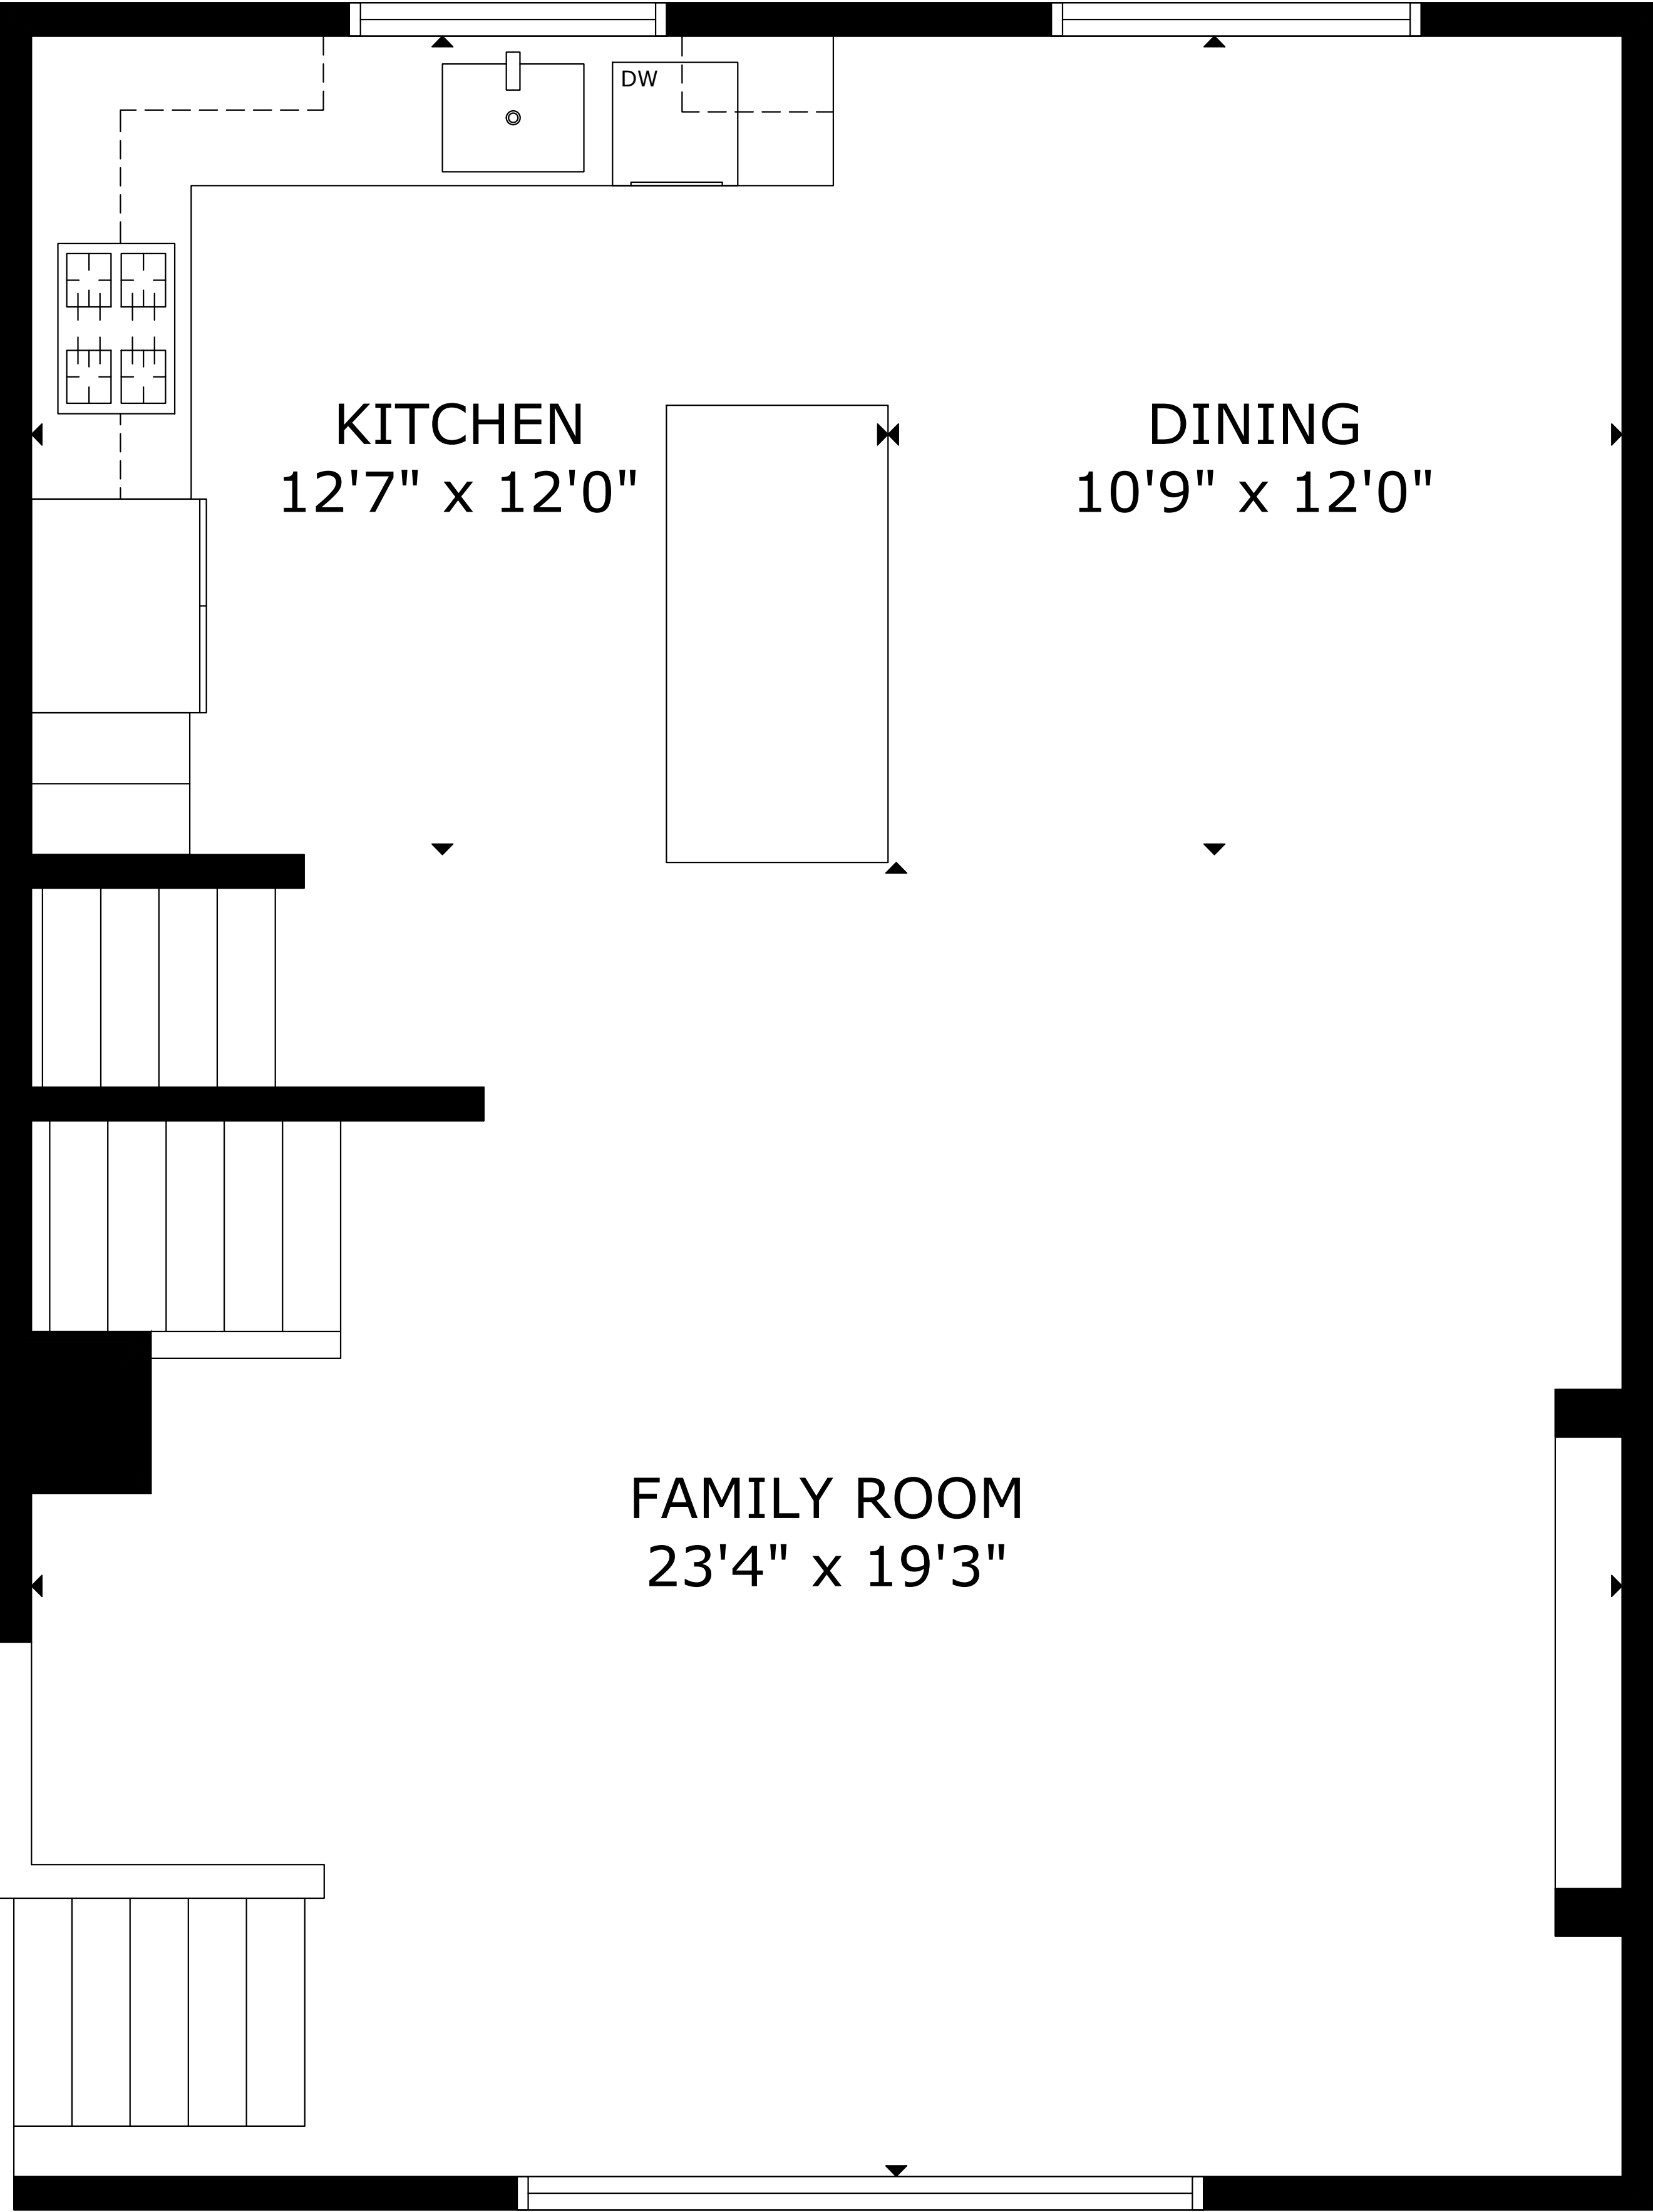 DW
KITCHEN
12'7" x 12'0"
DINING
10'9" x 12'0"
FAMILY ROOM
23'4" x 19'3"